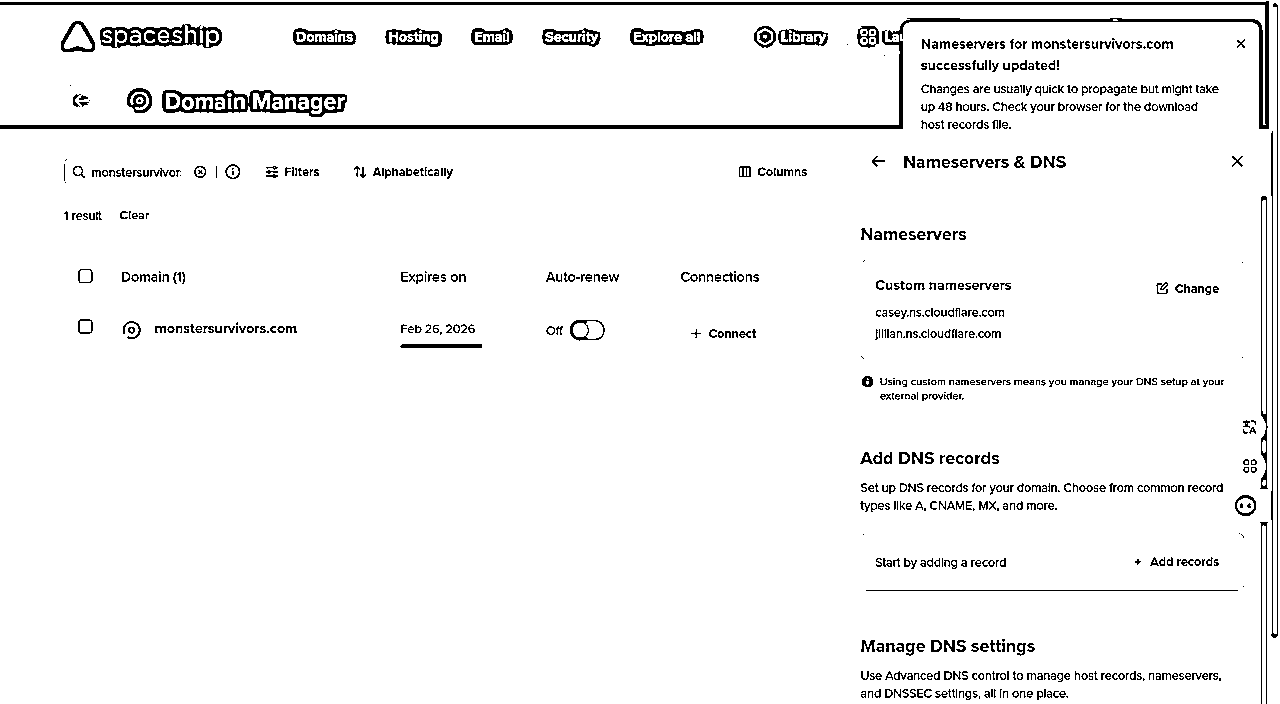 spaceship
Domains Hosting Email Security Explore all Library
Nameservers for monstersurvivors.com
successfully updated!
Changes are usually quick to propagate but might take
up 48 hours. Check your browser for the download
host records file.
Domain Manager
monstersurvivor
Filters
Alphabetically
Columns
1 result Clear
Domain (1) Expires on Auto-renew Connections
monstersurvivors.com Feb 26, 2026 Off + Connect
Nameservers & DNS
Nameservers
Custom nameservers
Change
casey.ns.cloudflare.com
jillian.ns.cloudflare.com
Using custom nameservers means you manage your DNS setup at your
external provider.
Add DNS records
Set up DNS records for your domain. Choose from common record
types like A, CNAME, MX, and more.
Start by adding a record + Add records
Manage DNS settings
Use Advanced DNS control to manage host records, nameservers,
and DNSSEC settings, all in one place.